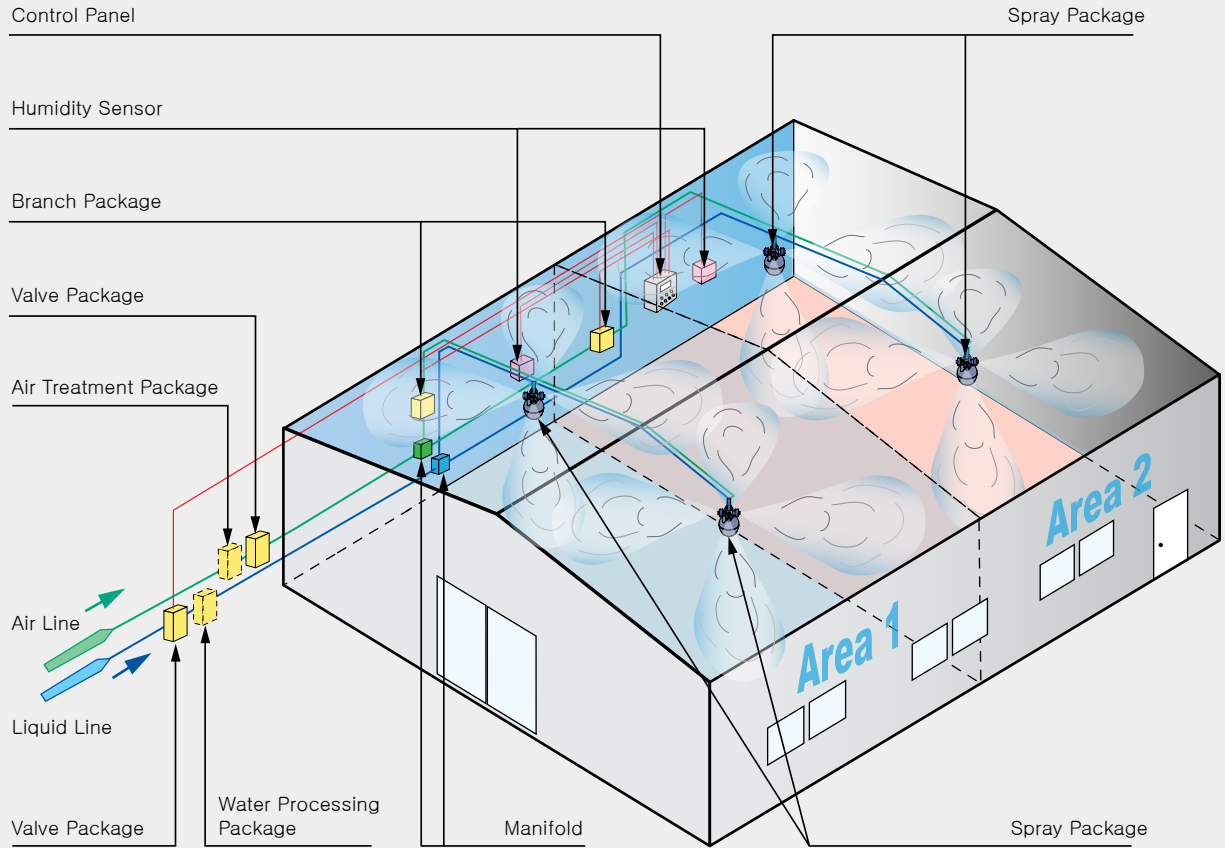 Control Panel
Spray Package
Humidity Sensor
Branch Package
Valve Package
Air Treatment Package
Area 2
Air Line
Area 1
Liquid Line
Water Processing
Package
Valve Package
Manifold
Spray Package